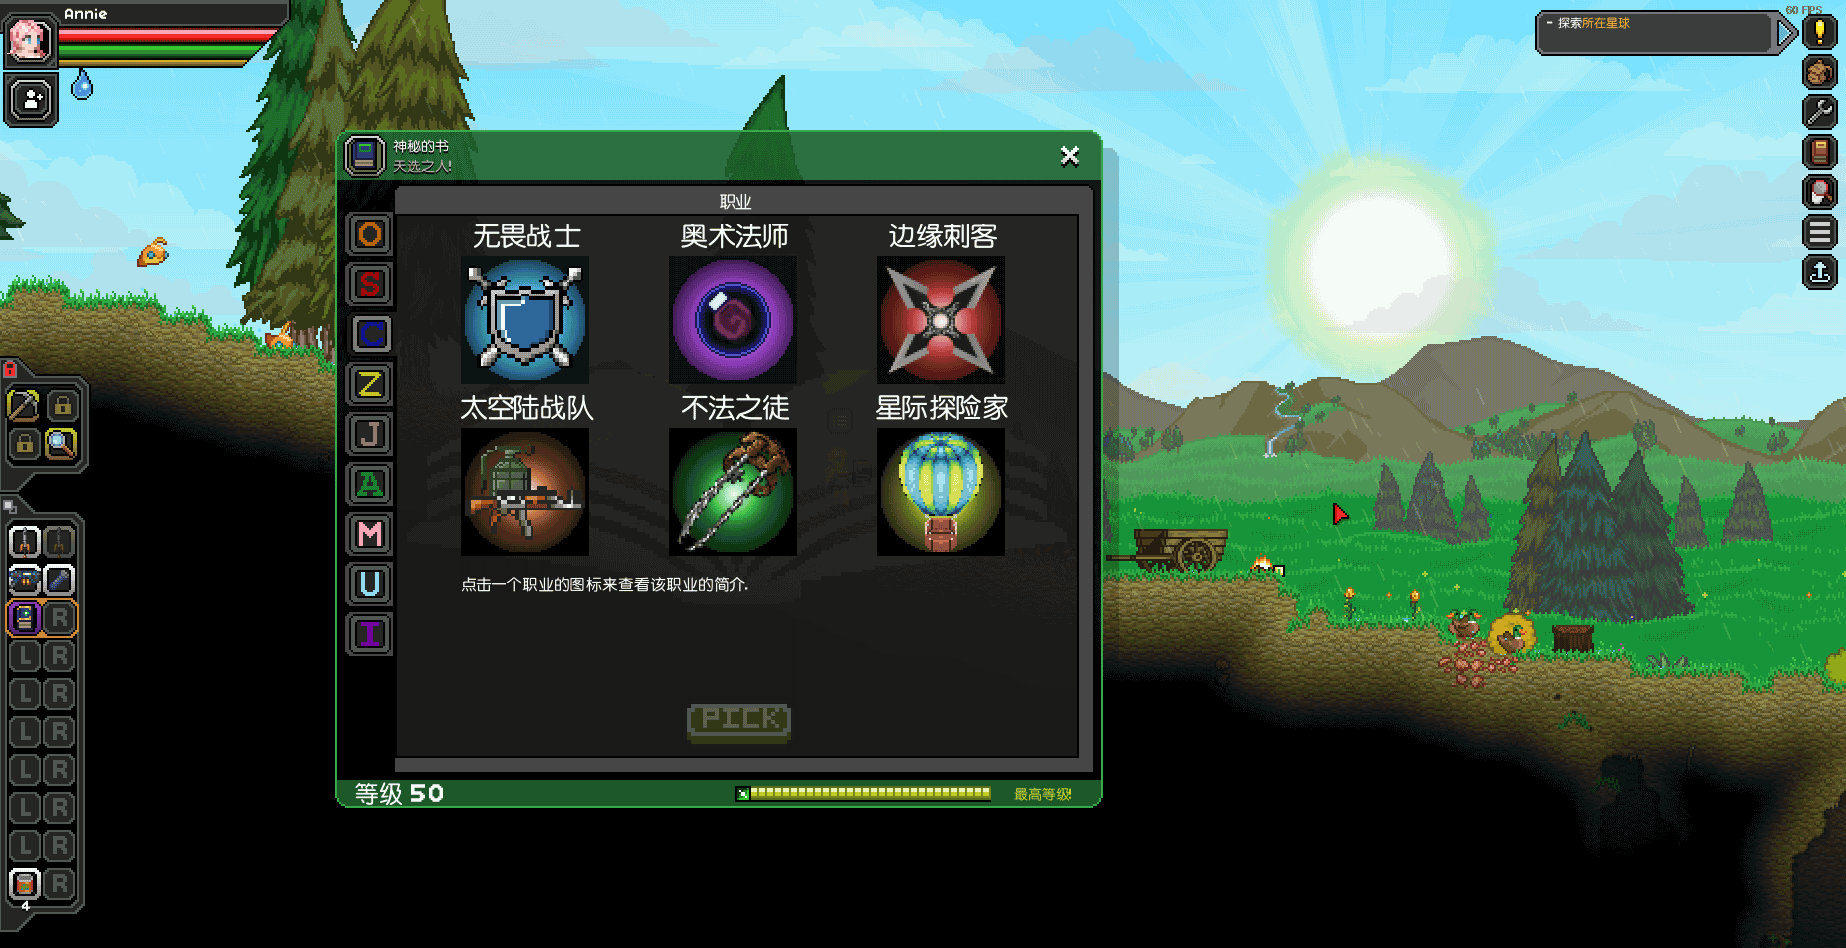 Annie
60 FPS
- 探索所在星球
神秘的书
天选之人!
职业
无畏战士
奥术法师
边缘刺客
太空陆战队
不法之徒
星际探险家
点击一个职业的图标来查看该职业的简介.
PICK
O
S
C
Z
J
A
M
U
I
等级 50
最高等级!
R
L R
L R
L R
L R
L R
L R
R
4